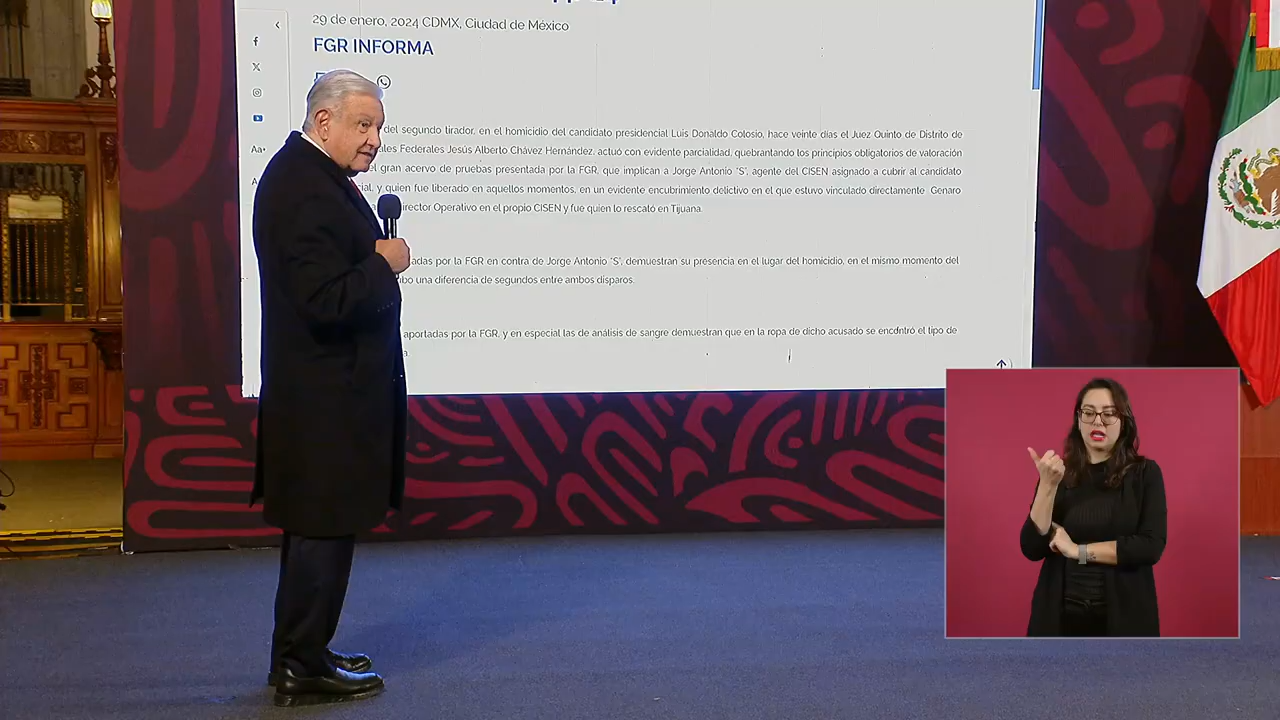 29 de enero, 2024 CDMX, Ciudad de México
FGR INFORMA
del segundo tirador, en el homicidio del candidato presidencial Luis Donaldo Colosio, hace veinte días el Juez Quinto de Distrito de
les Federales Jesús Alberto Chávez Hernández, actuó con evidente parcialidad, quebrantando los principios obligatorios de valoración
el gran acervo de pruebas presentada por la FGR, que implican a Jorge Antonio "S", agente del CISEN asignado a cubrir al candidato
y quien fue liberado en aquellos momentos, en un evidente encubrimiento delictivo en el que estuvo vinculado directamente Genaro
irector Operativo en el propio CISEN y fue quien lo rescató en Tijuana.
adas por la FGR en contra de Jorge Antonio "S", demuestran su presencia en el lugar del homicidio, en el mismo momento del
bo una diferencia de segundos entre ambos disparos.
aportadas por la FGR, y en especial las de análisis de sangre demuestran que en la ropa de dicho acusado se encontró el tipo de
Aa+